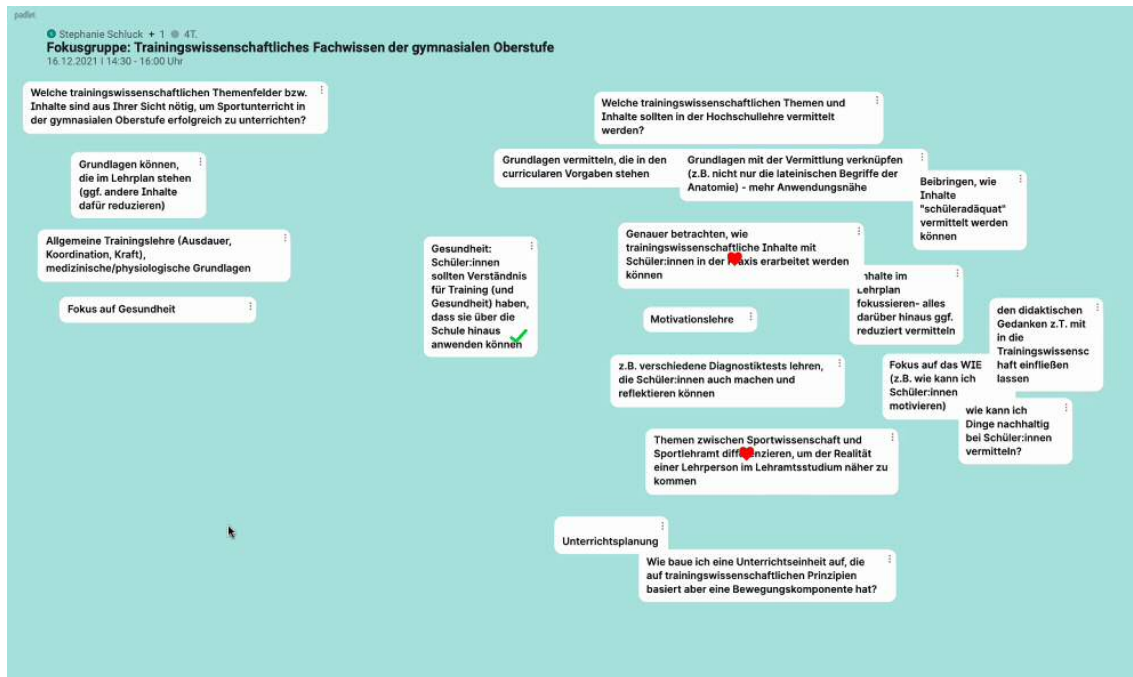 padlet
Stephanie Schluck + 1 4T.
Fokusgruppe: Trainingswissenschaftliches Fachwissen der gymnasialen Oberstufe
16.12.2021 I 14:30 - 16:00 Uhr
Welche trainingswissenschaftlichen Themenfelder bzw.
Inhalte sind aus Ihrer Sicht nötig, um Sportunterricht in
der gymnasialen Oberstufe erfolgreich zu unterrichten?
Grundlagen können,
die im Lehrplan stehen
(ggf. andere Inhalte
dafür reduzieren)
Allgemeine Trainingslehre (Ausdauer,
Koordination, Kraft),
medizinische/physiologische Grundlagen
Fokus auf Gesundheit
Gesundheit:
Schüler:innen
sollten Verständnis
für Training (und
Gesundheit) haben,
dass sie über die
Schule hinaus
anwenden können
Welche trainingswissenschaftlichen Themen und
Inhalte sollten in der Hochschullehre vermittelt
werden?
Grundlagen vermitteln, die in den
curricularen Vorgaben stehen
Grundlagen mit der Vermittlung verknüpfen
(z.B. nicht nur die lateinischen Begriffe der
Anatomie) - mehr Anwendungsnähe
Beibringen, wie
Inhalte
"schüleradäquat"
vermittelt werden
können
Genauer betrachten, wie
trainingswissenschaftliche Inhalte mit
Schüler:innen in der Praxis erarbeitet werden
können
Inhalte im
Lehrplan
fokussieren- alles
darüber hinaus ggf.
reduziert vermitteln
Motivationslehre
den didaktischen
Gedanken z.T. mit
in die
Trainingswissensc
haft einfließen
lassen
z.B. verschiedene Diagnostiktests lehren,
die Schüler:innen auch machen und
reflektieren können
Fokus auf das WIE
(z.B. wie kann ich
Schüler:innen
motivieren)
wie kann ich
Dinge nachhaltig
bei Schüler:innen
vermitteln?
Themen zwischen Sportwissenschaft und
Sportlehramt differenzieren, um der Realität
einer Lehrperson im Lehramtsstudium näher zu
kommen
Unterrichtsplanung
Wie baue ich eine Unterrichtseinheit auf, die
auf trainingswissenschaftlichen Prinzipien
basiert aber eine Bewegungskomponente hat?